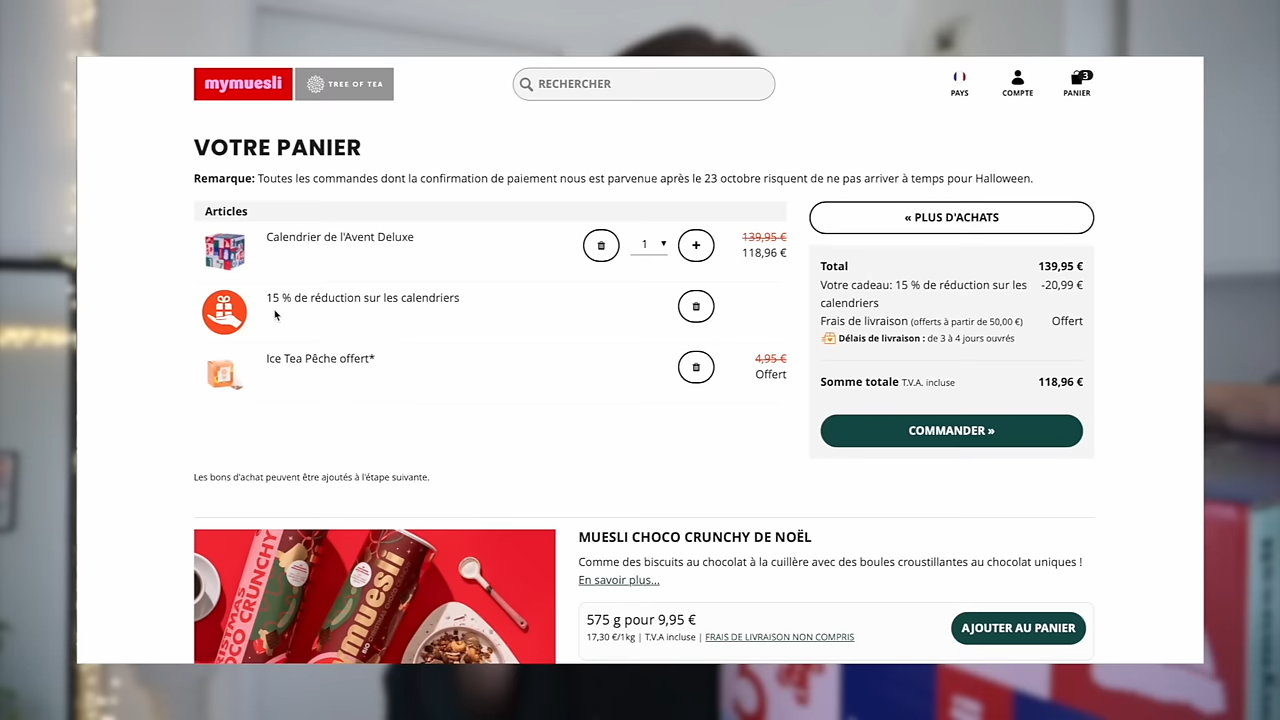 mymuesli
TREE OF TEA
RECHERCHER
PAYS
COMPTE
3
PANIER
VOTRE PANIER
Remarque: Toutes les commandes dont la confirmation de paiement nous est parvenue après le 23 octobre risquent de ne pas arriver à temps pour Halloween.
Articles
Calendrier de l'Avent Deluxe
1
139,95 €
118,96 €
15 % de réduction sur les calendriers
Ice Tea Pêche offert*
4,95 €
Offert
« PLUS D'ACHATS
Total 139,95 €
Votre cadeau: 15 % de réduction sur les -20,99 €
calendriers
Frais de livraison (offerts à partir de 50,00 €) Offert
Délais de livraison : de 3 à 4 jours ouvrés
Somme totale T.V.A. incluse 118,96 €
COMMANDER »
Les bons d'achat peuvent être ajoutés à l'étape suivante.
MUESLI CHOCO CRUNCHY DE NOËL
Comme des biscuits au chocolat à la cuillère avec des boules croustillantes au chocolat uniques !
En savoir plus...
575 g pour 9,95 €
17,30 €/1kg | T.V.A incluse | FRAIS DE LIVRAISON NON COMPRIS
AJOUTER AU PANIER